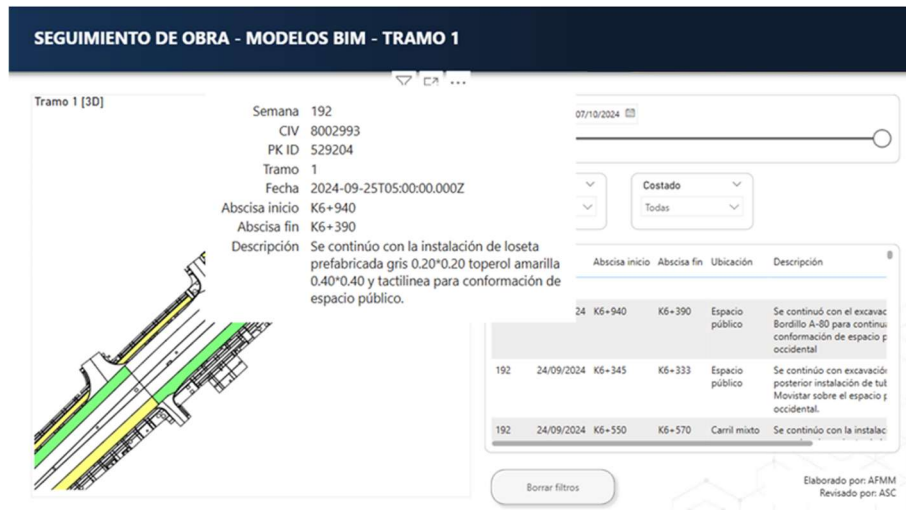 SEGUIMIENTO DE OBRA - MODELOS BIM - TRAMO 1
Tramo 1 [3D]
Semana 192
CIV 8002993
PK ID 529204
Tramo 1
Fecha 2024-09-25T05:00:00.000Z
Abscisa inicio K6+940
Abscisa fin K6+390
Descripción Se continúo con la instalación de loseta
prefabricada gris 0.20*0.20 toperol amarilla
0.40*0.40 y tactilinea para conformación de
espacio público.
07/10/2024
Costado
Todas
Abscisa inicio Abscisa fin Ubicación Descripción
24 K6+940 K6+390 Espacio público Se continuó con el excavac
Bordillo A-80 para continua
conformación de espacio p
occidental
192 24/09/2024 K6+345 K6+333 Espacio público Se continúo con excavación
posterior instalación de tub
Movistar sobre el espacio p
occidental.
192 24/09/2024 K6+550 K6+570 Carril mixto Se continúo con la instalac
Borrar filtros
Elaborado por: AFMM
Revisado por: ASC